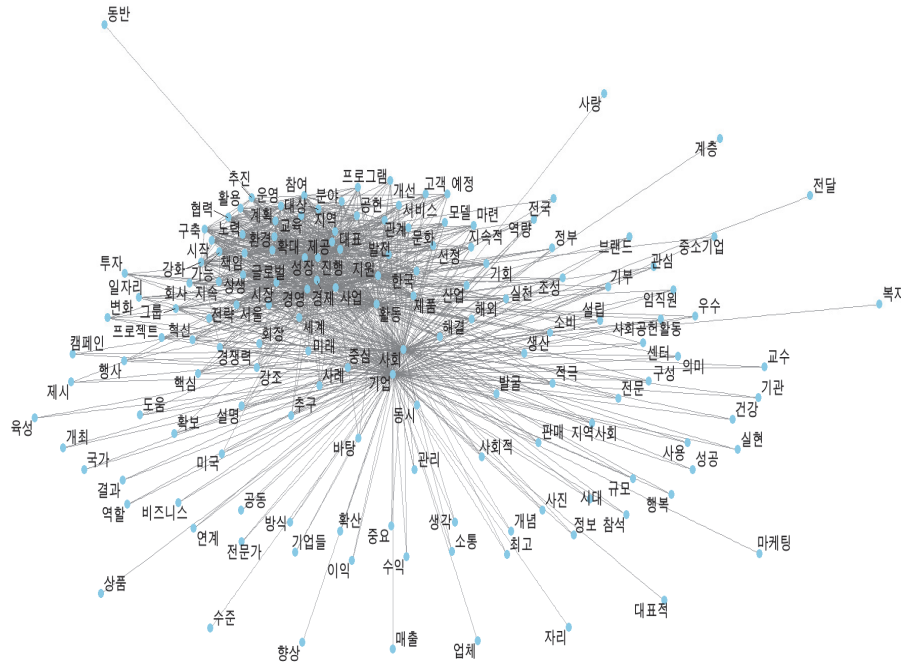 동반
사랑
계층
전달
추진
참여
프로그램
활용
운영
분야
개선
고객
예정
협력
계획
대상
지역
공헌
서비스
모델
마련
전국
구축
노력
교육
관계
역량
시작
환경
확대
제공
대표
발전
문화
지속적
정부
브랜드
중소기업
책임
선정
투자
강화
가능
글로벌
성장
진행
지원
한국
기회
관심
일자리
회사
지속
상생
시장
경영
경제
사업
산업
실천
조성
기부
임직원
복지
변화
그룹
전략
서울
활동
제품
해외
설립
우수
프로젝트
혁신
회장
세계
해결
소비
사회공헌활동
캠페인
경쟁력
미래
중심
사회
생산
센터
의미
교수
행사
핵심
강조
사례
기업
발굴
적극
구성
전문
기관
제시
육성
도움
설명
추구
동시
건강
개최
확보
바탕
판매
지역사회
실현
국가
미국
관리
사회적
사용
성공
결과
역할
비즈니스
공동
사진
시대
규모
행복
연계
방식
확산
중요
생각
개념
정보
참석
전문가
기업들
이익
수익
소통
최고
마케팅
상품
수준
향상
매출
업체
자리
대표적